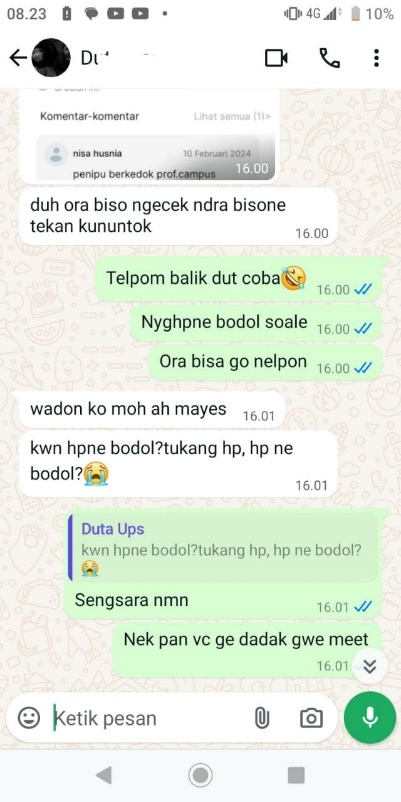 08.23
4G
10%
Komentar-komentar
Lihat semua (1)>
nisa husnia
10 Februari 2024
penipu berkedok prof.campus
16.00
duh ora biso ngecek ndra bisone
tekan kununtok
16.00
Telpom balik dut coba🤣
16.00
Nyghpne bodol soale
16.00
Ora bisa go nelpon
16.00
wadon ko moh ah mayes
16.01
kwn hpne bodol?tukang hp, hp ne
bodol?😭
16.01
Duta Ups
kwn hpne bodol?tukang hp, hp ne bodol?
😭
Sengsara nmn
16.01
Nek pan vc ge dadak gwe meet
16.01
Ketik pesan